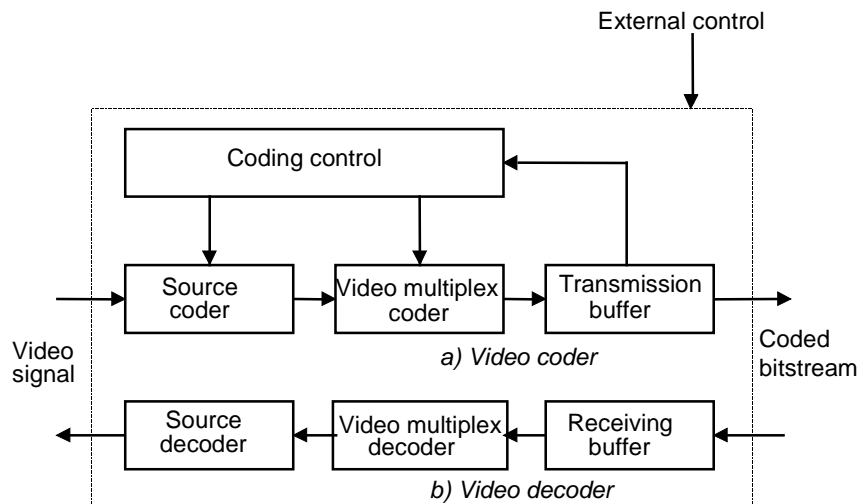 External control
Coding control
Source
coder
Video multiplex
coder
Transmission
buffer
Video
signal
a) Video coder
Coded
bitstream
Source
decoder
Video multiplex
decoder
Receiving
buffer
b) Video decoder